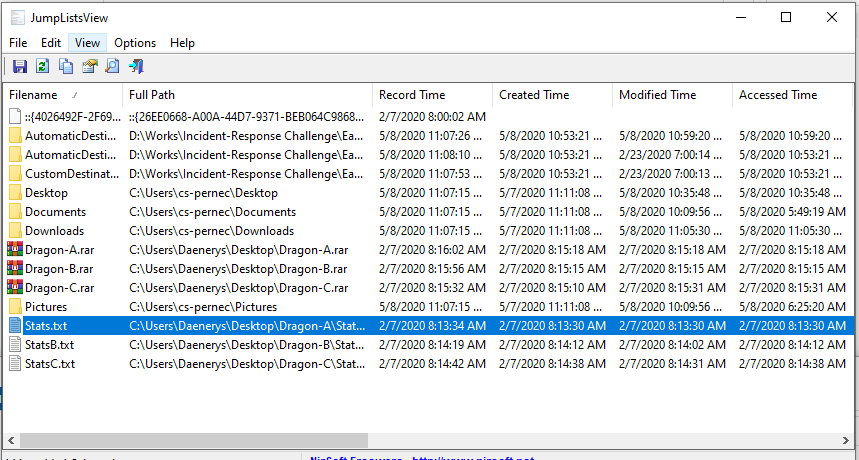 JumpListsView
File Edit View Options Help
Filename Full Path Record Time Created Time Modified Time Accessed Time
::{4026492F-2F69... ::{26EE0668-A00A-44D7-9371-BEB064C9868... 2/7/2020 8:00:02 AM
AutomaticDesti... D:\Works\Incident-Response Challenge\Ea... 5/8/2020 11:07:26 ... 5/8/2020 10:53:21 ... 5/8/2020 10:59:20 ... 5/8/2020 10:59:20 ...
AutomaticDesti... D:\Works\Incident-Response Challenge\Ea... 5/8/2020 11:08:10 ... 5/8/2020 10:53:21 ... 2/23/2020 7:00:14 ... 5/8/2020 10:53:21 ...
CustomDestinat... D:\Works\Incident-Response Challenge\Ea... 5/8/2020 11:07:53 ... 5/8/2020 10:53:21 ... 2/23/2020 7:00:13 ... 5/8/2020 10:53:21 ...
Desktop C:\Users\cs-pernec\Desktop 5/8/2020 11:07:15 ... 5/7/2020 11:11:08 ... 5/8/2020 10:35:48 ... 5/8/2020 10:35:48 ...
Documents C:\Users\cs-pernec\Documents 5/8/2020 11:07:15 ... 5/7/2020 11:11:08 ... 5/8/2020 10:09:56 ... 5/8/2020 5:49:19 AM
Downloads C:\Users\cs-pernec\Downloads 5/8/2020 11:07:15 ... 5/7/2020 11:11:08 ... 5/8/2020 11:05:30 ... 5/8/2020 11:05:30 ...
Dragon-A.rar C:\Users\Daenerys\Desktop\Dragon-A.rar 2/7/2020 8:16:02 AM 2/7/2020 8:15:18 AM 2/7/2020 8:15:18 AM 2/7/2020 8:15:18 AM
Dragon-B.rar C:\Users\Daenerys\Desktop\Dragon-B.rar 2/7/2020 8:15:56 AM 2/7/2020 8:15:15 AM 2/7/2020 8:15:15 AM 2/7/2020 8:15:15 AM
Dragon-C.rar C:\Users\Daenerys\Desktop\Dragon-C.rar 2/7/2020 8:15:32 AM 2/7/2020 8:15:10 AM 2/7/2020 8:15:31 AM 2/7/2020 8:15:31 AM
Pictures C:\Users\cs-pernec\Pictures 5/8/2020 11:07:15 ... 5/7/2020 11:11:08 ... 5/8/2020 10:09:56 ... 5/8/2020 6:25:20 AM
Stats.txt C:\Users\Daenerys\Desktop\Dragon-A\Stat... 2/7/2020 8:13:34 AM 2/7/2020 8:13:30 AM 2/7/2020 8:13:30 AM 2/7/2020 8:13:30 AM
StatsB.txt C:\Users\Daenerys\Desktop\Dragon-B\Stat... 2/7/2020 8:14:19 AM 2/7/2020 8:14:12 AM 2/7/2020 8:14:02 AM 2/7/2020 8:14:12 AM
StatsC.txt C:\Users\Daenerys\Desktop\Dragon-C\Stat... 2/7/2020 8:14:42 AM 2/7/2020 8:14:38 AM 2/7/2020 8:14:31 AM 2/7/2020 8:14:38 AM
NirSoft Freeware. http://www.nirsoft.net